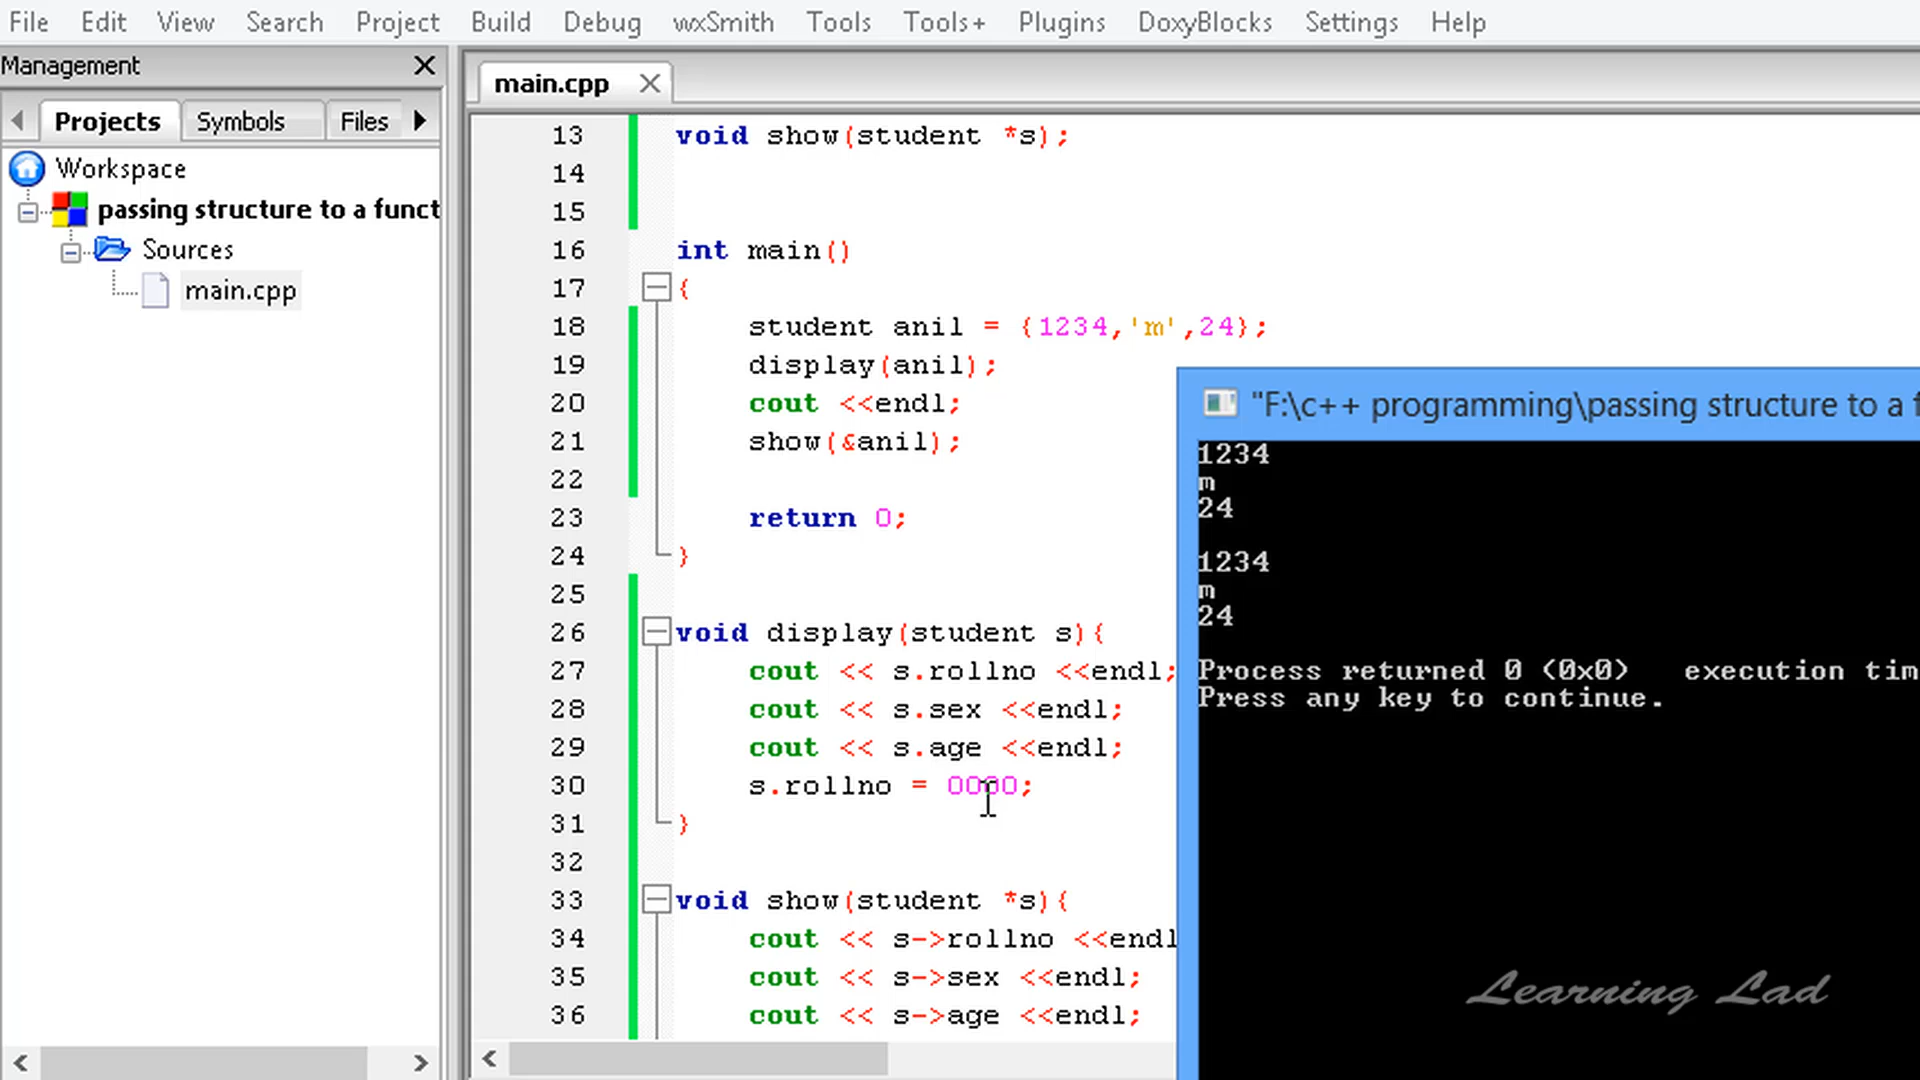 File Edit View Search Project Build Debug wxSmith Tools Tools+ Plugins DoxyBlocks Settings Help
Management
Projects Symbols Files
Workspace
passing structure to a funct
Sources
main.cpp
main.cpp
13 void show(student *s);
14
15
16 int main()
17 {
18 student anil = {1234,'m',24};
19 display(anil);
20 cout <<endl;
21 show(&anil);
22
23 return 0;
24 }
25
26 void display(student s){
27 cout << s.rollno <<endl;
28 cout << s.sex <<endl;
29 cout << s.age <<endl;
30 s.rollno = 0000;
31 }
32
33 void show(student *s){
34 cout << s->rollno <<endl
35 cout << s->sex <<endl;
36 cout << s->age <<endl;
"F:\c++ programming\passing structure to a f
1234
m
24
1234
m
24
Process returned 0 (0x0) execution tim
Press any key to continue.
Learning Lad